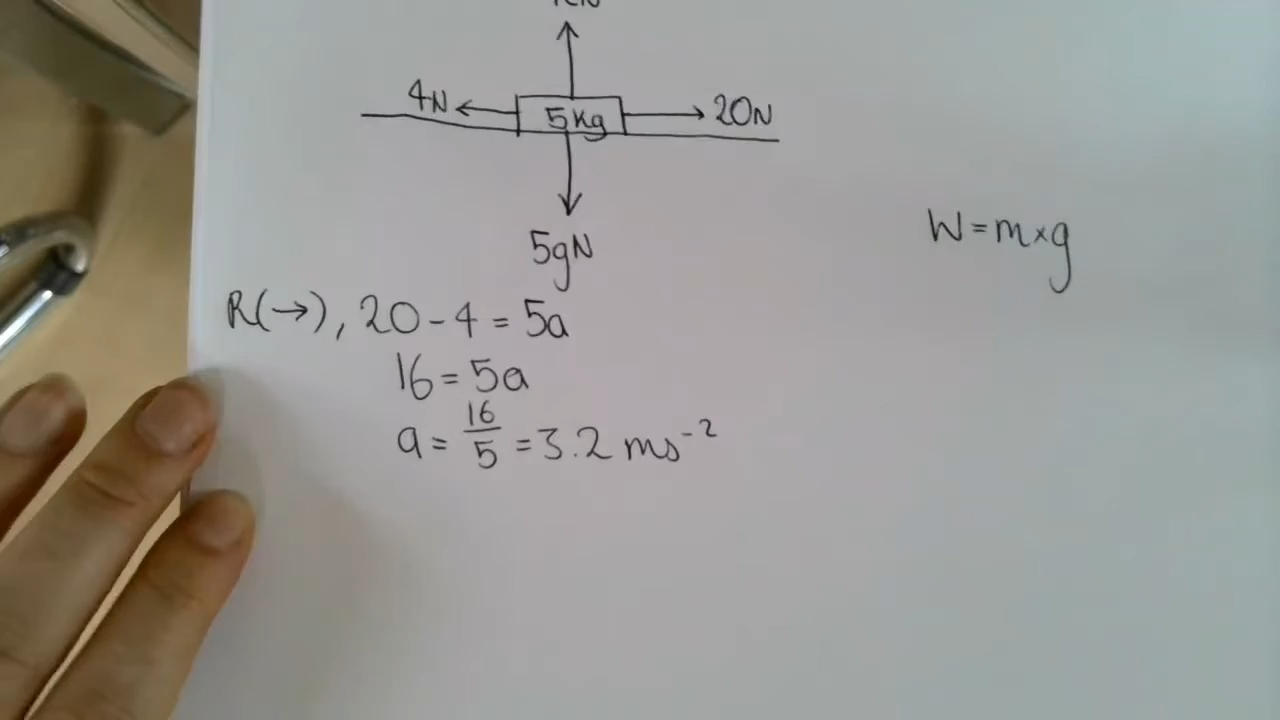 4N
5kg
20N
5gN
W=m×g
R(→), 20-4=5a
16=5a
a=16/5=3.2 ms⁻²